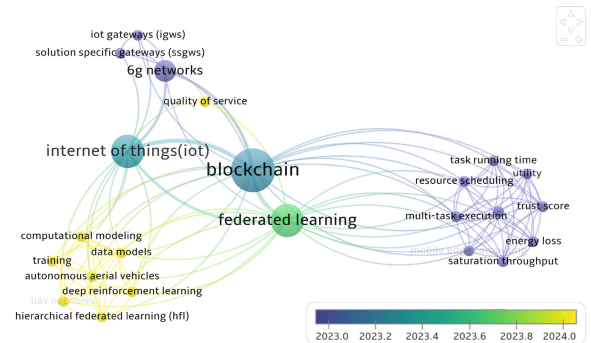 iot gateways (igws)
solution specific gateways (ssgws)
6g networks
quality of service
internet of things(iot)
blockchain
federated learning
task running time
utility
resource scheduling
trust score
multi-task execution
energy loss
saturation throughput
computational modeling
data models
training
autonomous aerial vehicles
deep reinforcement learning
uav networks
hierarchical federated learning (hfl)
2023.0 2023.2 2023.4 2023.6 2023.8 2024.0